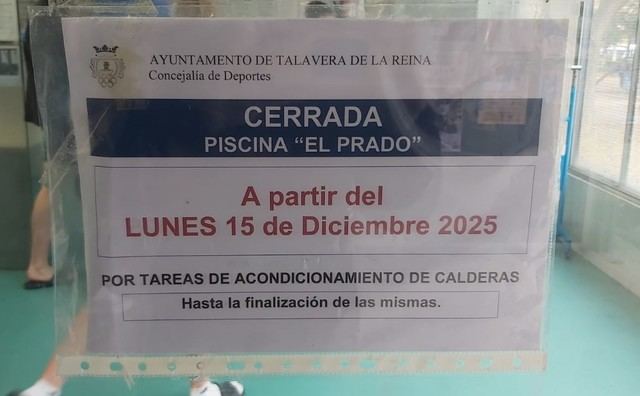 AYUNTAMIENTO DE TALAVERA DE LA REINA
Concejalía de Deportes
CERRADA
PISCINA “EL PRADO”
A partir del
LUNES 15 de Diciembre 2025
POR TAREAS DE ACONDICIONAMIENTO DE CALDERAS
Hasta la finalización de las mismas.